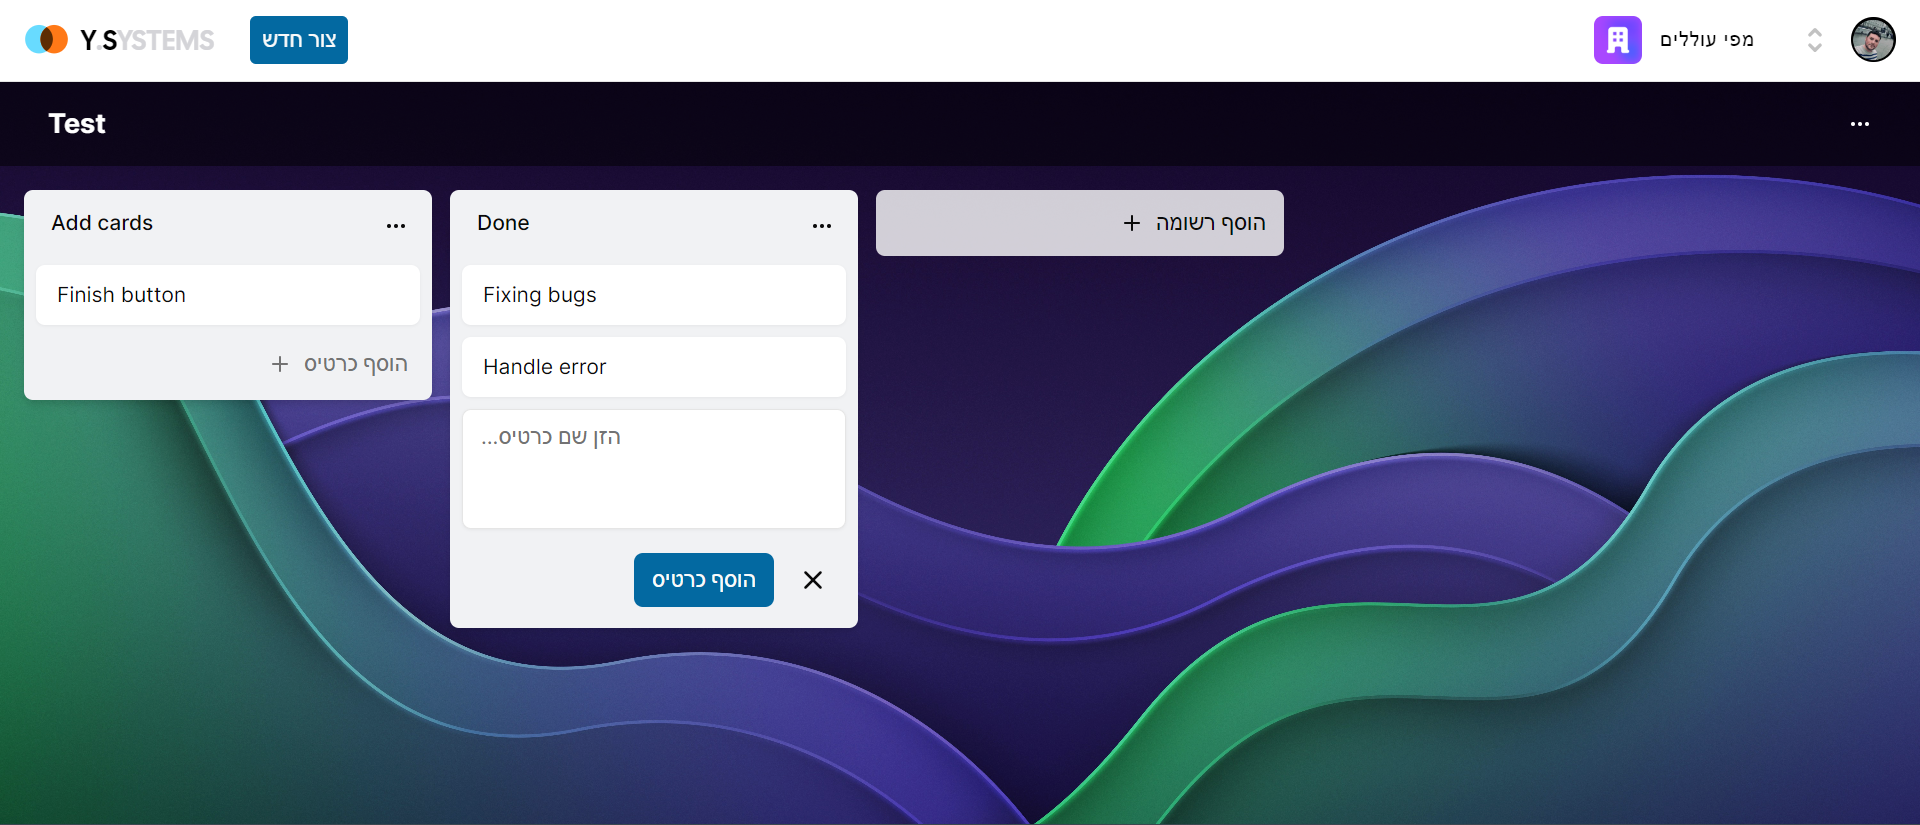 Y.SYSTEMS
צור חדש
מפי עוללים
Test
Add cards
Finish button
הוסף כרטיס
Done
Fixing bugs
Handle error
הזן שם כרטיס...
הוסף כרטיס
הוסף רשומה